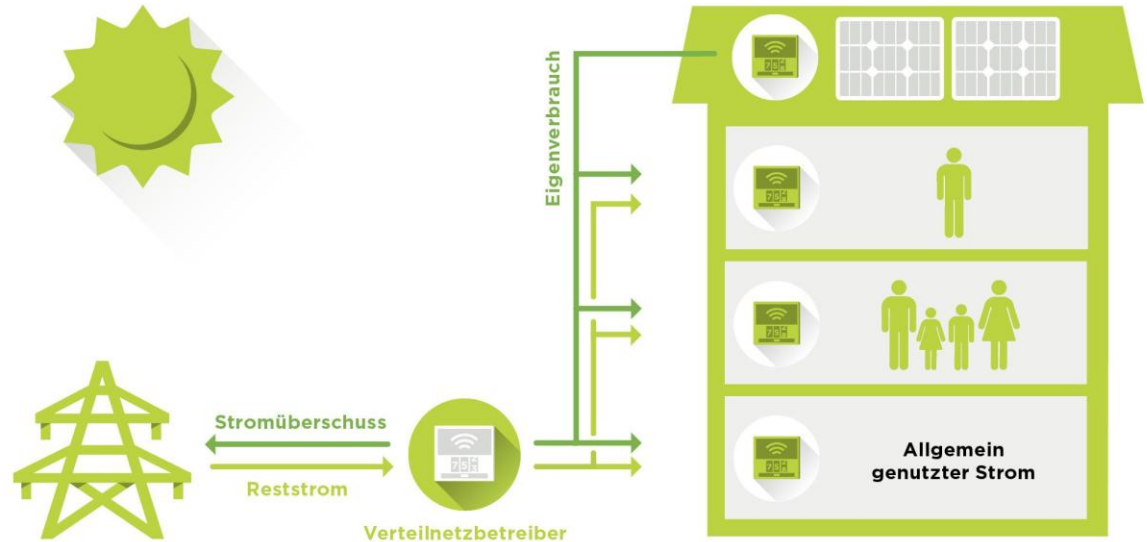 Eigenverbrauch
Stromüberschuss
Reststrom
Verteilnetzbetreiber
Allgemein
genutzter Strom